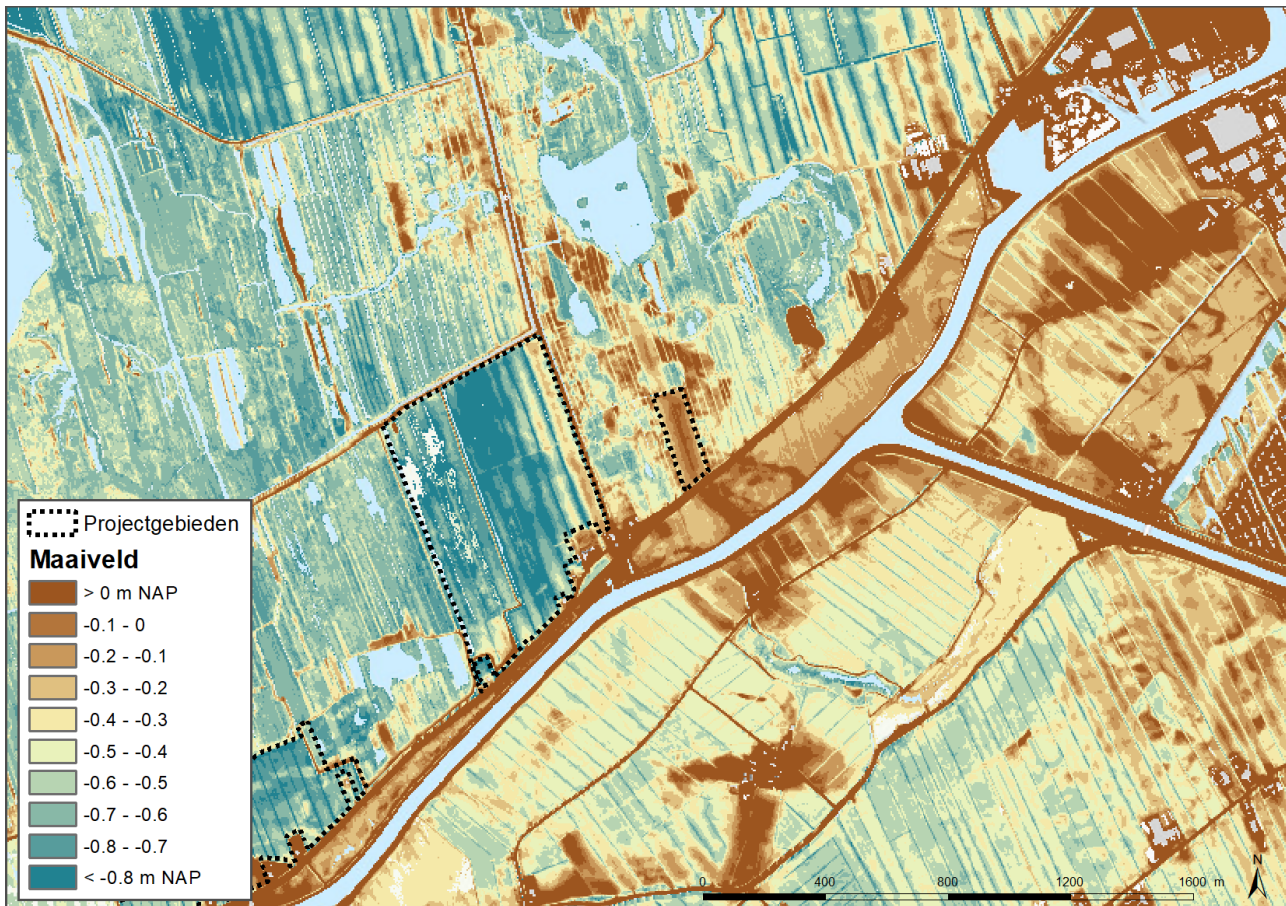 Projectgebieden
Maaiveld
> 0 m NAP
-0.1 - 0
-0.2 - -0.1
-0.3 - -0.2
-0.4 - -0.3
-0.5 - -0.4
-0.6 - -0.5
-0.7 - -0.6
-0.8 - -0.7
< -0.8 m NAP
N
0 400 800 1200 1600 m